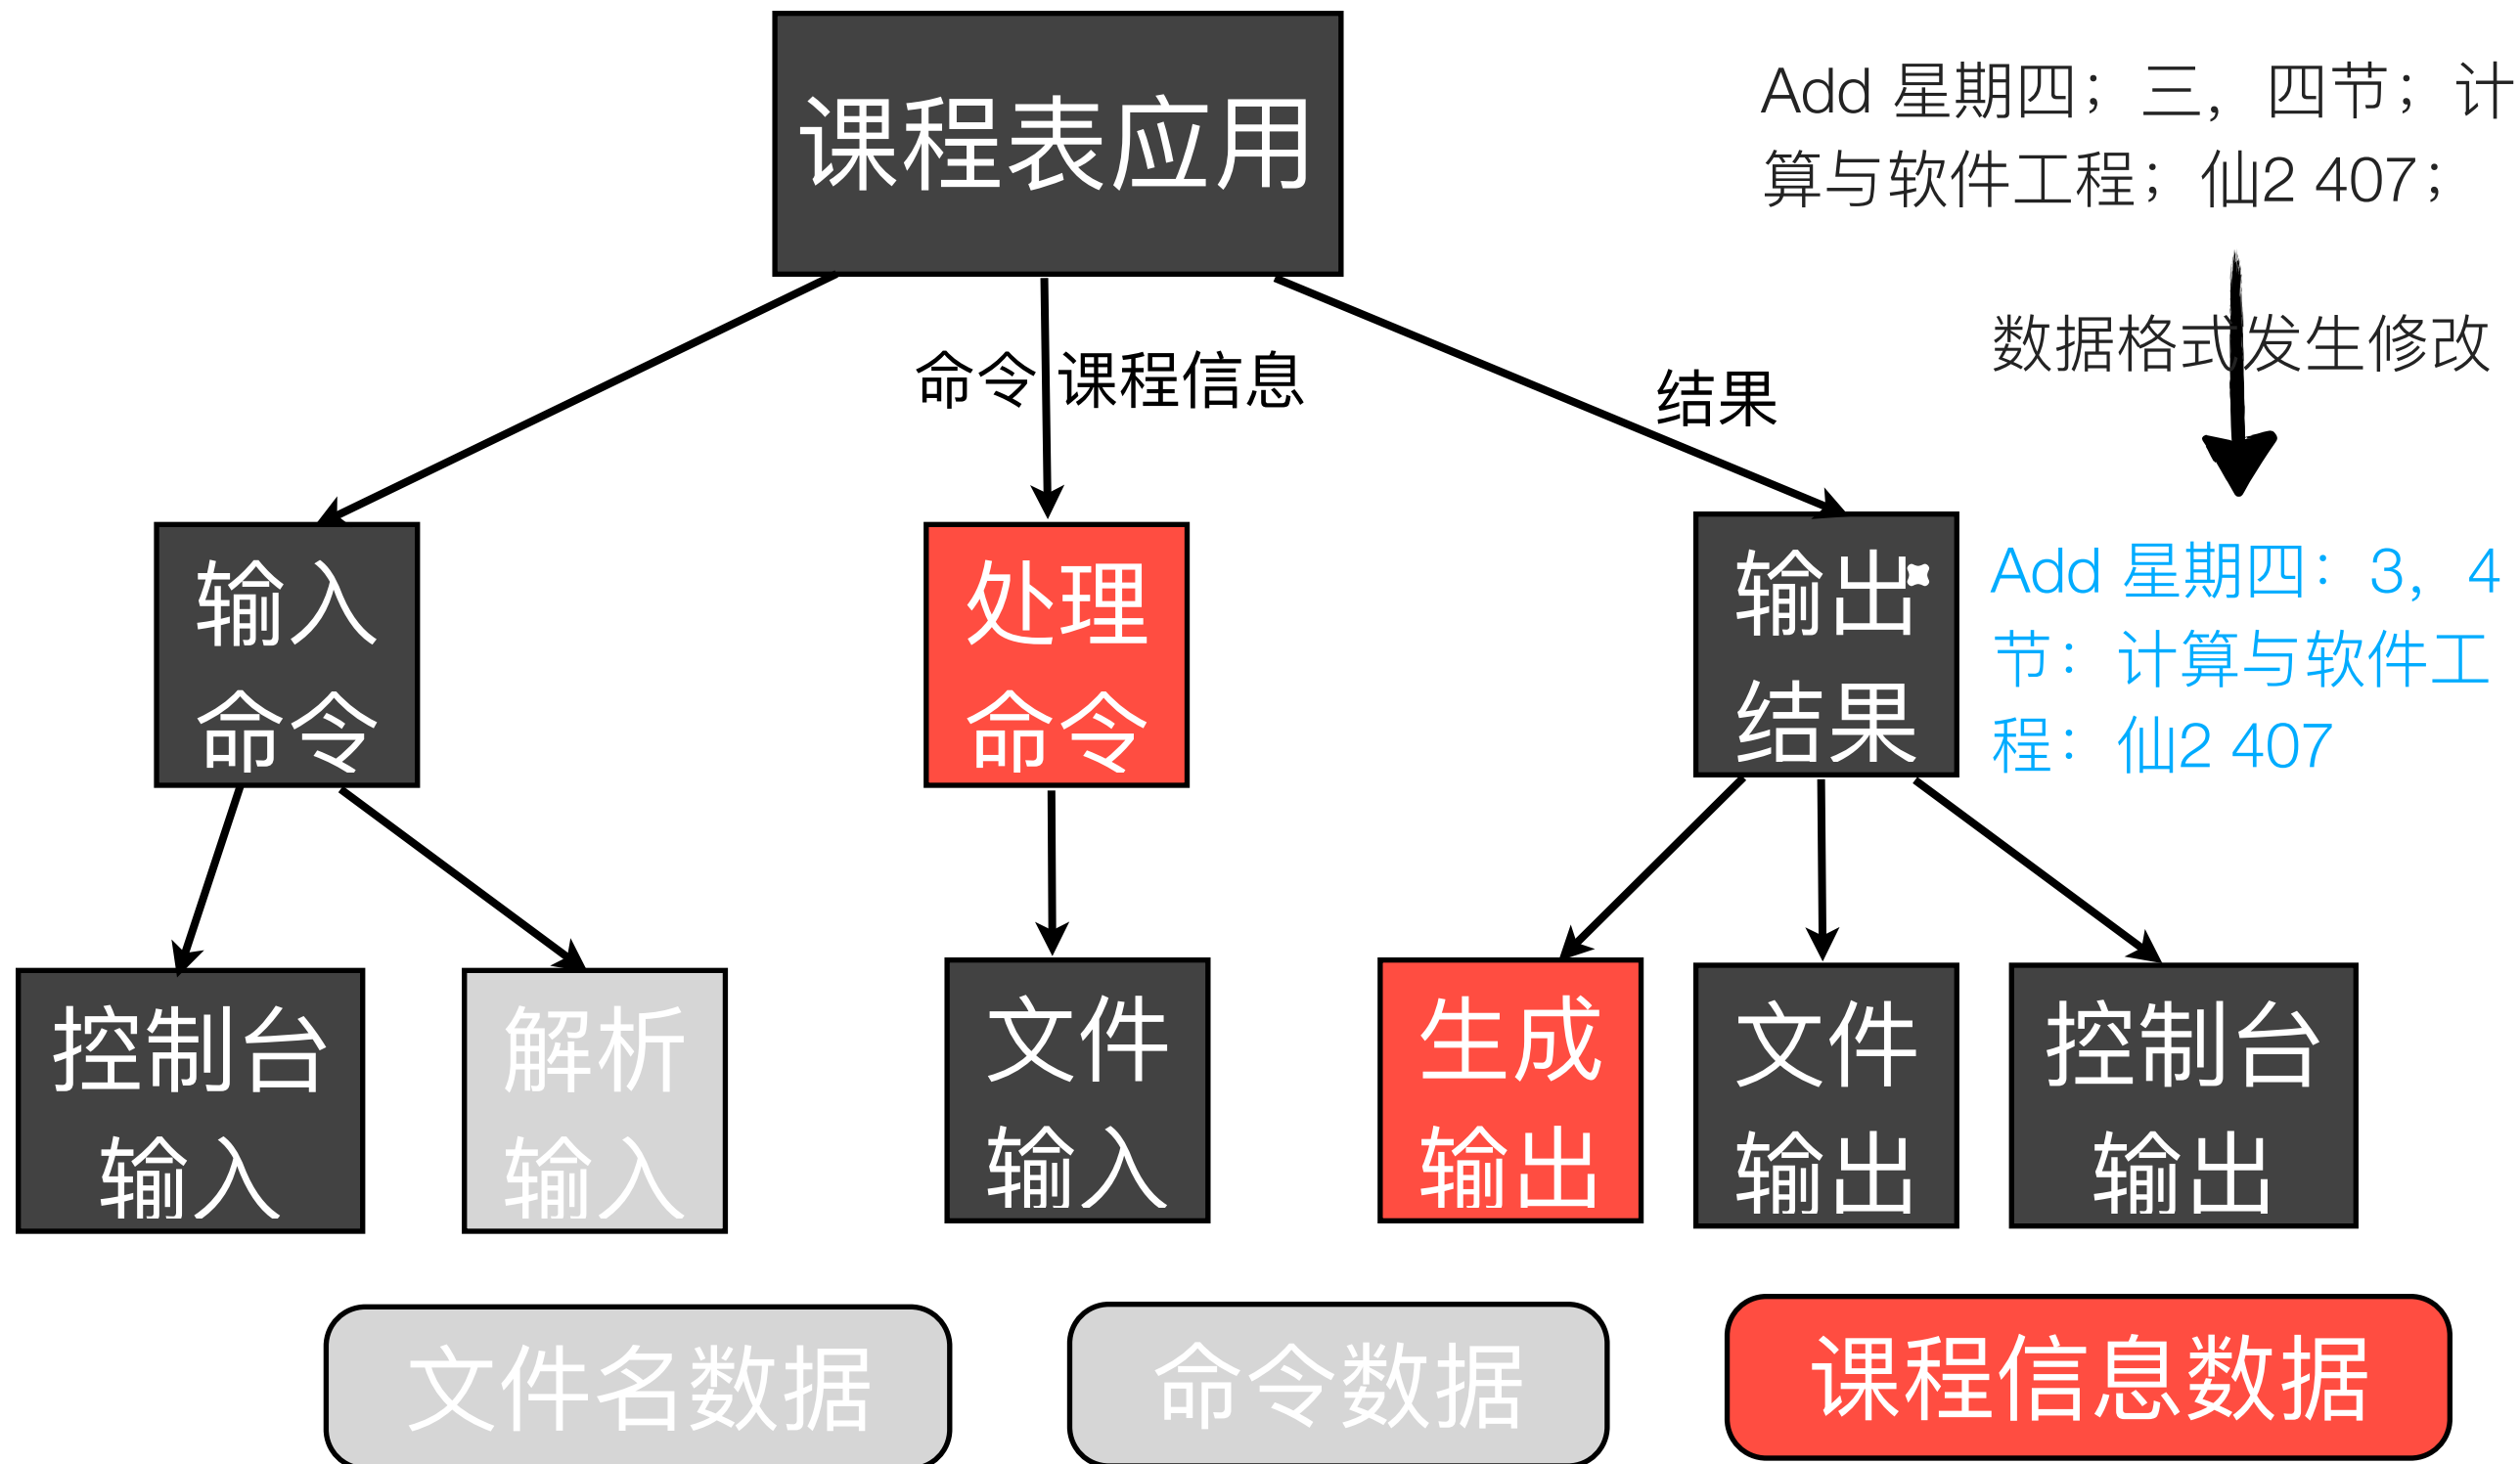 课程表应用
Add 星期四；三，四节；计
算与软件工程；仙2 407；
数据格式发生修改
命令
课程信息
结果
输入
命令
处理
命令
输出
结果
Add 星期四：3，4
节：计算与软件工
程：仙2 407
控制台
输入
解析
输入
文件
输入
生成
输出
文件
输出
控制台
输出
文件名数据
命令数据
课程信息数据